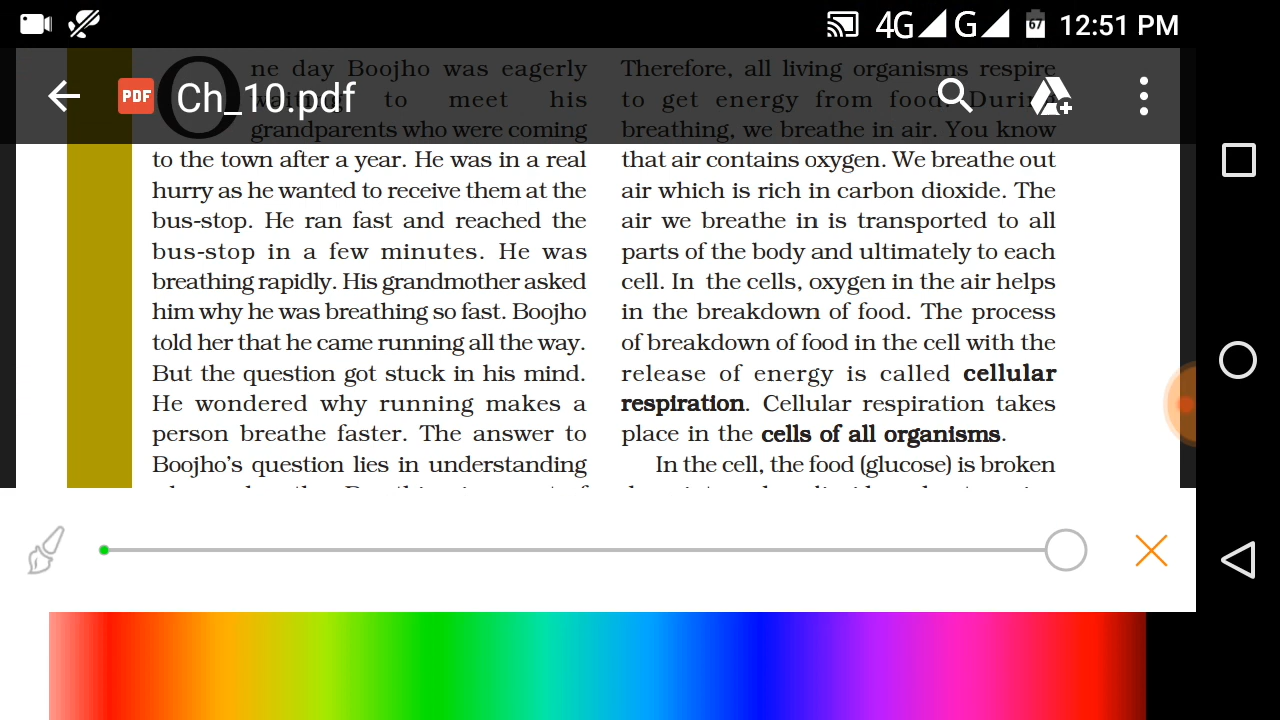 4G G 67 12:51 PM
PDF Ch_10.pdf
One day Boojho was eagerly
waiting to meet his
grandparents who were coming
to the town after a year. He was in a real
hurry as he wanted to receive them at the
bus-stop. He ran fast and reached the
bus-stop in a few minutes. He was
breathing rapidly. His grandmother asked
him why he was breathing so fast. Boojho
told her that he came running all the way.
But the question got stuck in his mind.
He wondered why running makes a
person breathe faster. The answer to
Boojho’s question lies in understanding
Therefore, all living organisms respire
to get energy from food. During
breathing, we breathe in air. You know
that air contains oxygen. We breathe out
air which is rich in carbon dioxide. The
air we breathe in is transported to all
parts of the body and ultimately to each
cell. In the cells, oxygen in the air helps
in the breakdown of food. The process
of breakdown of food in the cell with the
release of energy is called cellular
respiration. Cellular respiration takes
place in the cells of all organisms.
In the cell, the food (glucose) is broken